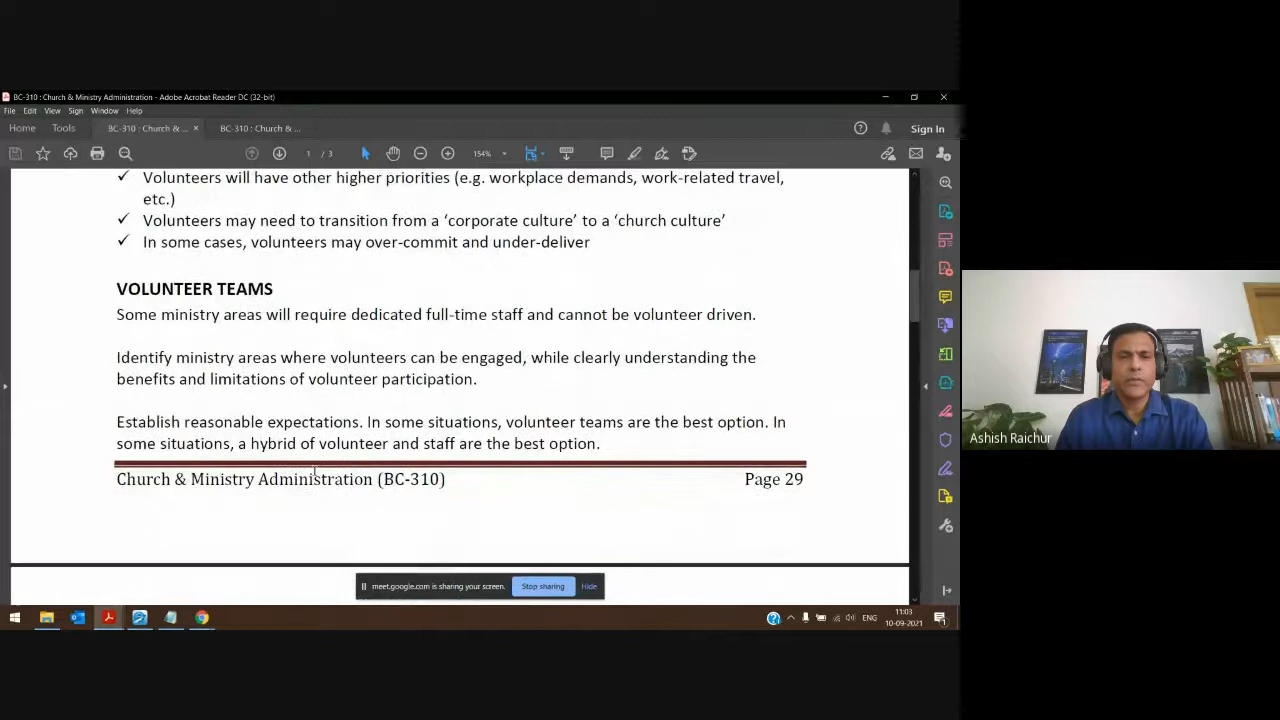 BC-310 : Church & Ministry Administration - Adobe Acrobat Reader DC (32-bit)
File Edit View Sign Window Help
Home Tools BC-310 : Church & ... × BC-310 : Church & ... Sign In
1 / 3 154%
✓ Volunteers will have other higher priorities (e.g. workplace demands, work-related travel,
etc.)
✓ Volunteers may need to transition from a ‘corporate culture’ to a ‘church culture’
✓ In some cases, volunteers may over-commit and under-deliver
VOLUNTEER TEAMS
Some ministry areas will require dedicated full-time staff and cannot be volunteer driven.
Identify ministry areas where volunteers can be engaged, while clearly understanding the
benefits and limitations of volunteer participation.
Establish reasonable expectations. In some situations, volunteer teams are the best option. In
some situations, a hybrid of volunteer and staff are the best option.
Church & Ministry Administration (BC-310) Page 29
Ashish Raichur
meet.google.com is sharing your screen. Stop sharing Hide
ENG 11:03
10-09-2021